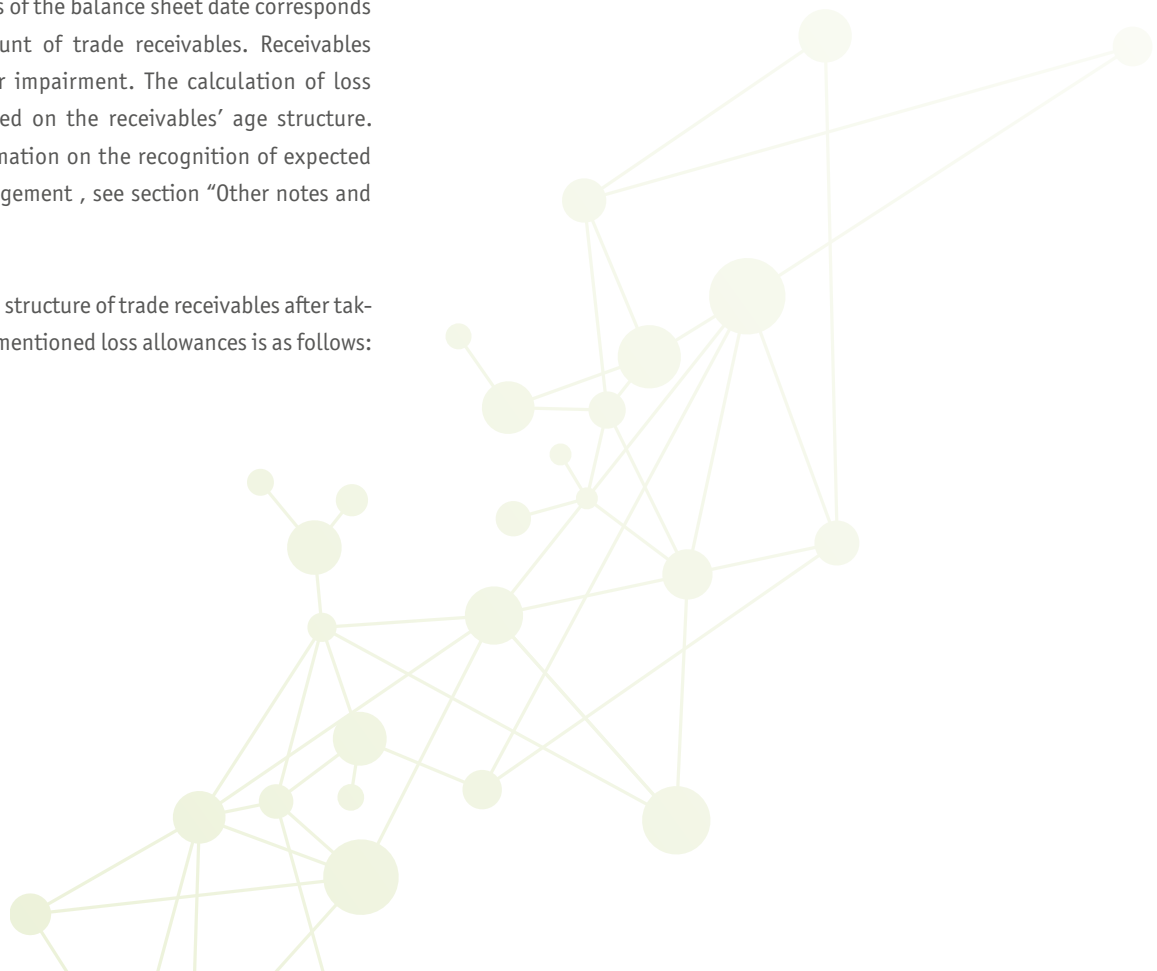 s of the balance sheet date corresponds
unt of trade receivables. Receivables
r impairment. The calculation of loss
ed on the receivables’ age structure.
mation on the recognition of expected
gement , see section “Other notes and
structure of trade receivables after tak-
mentioned loss allowances is as follows: